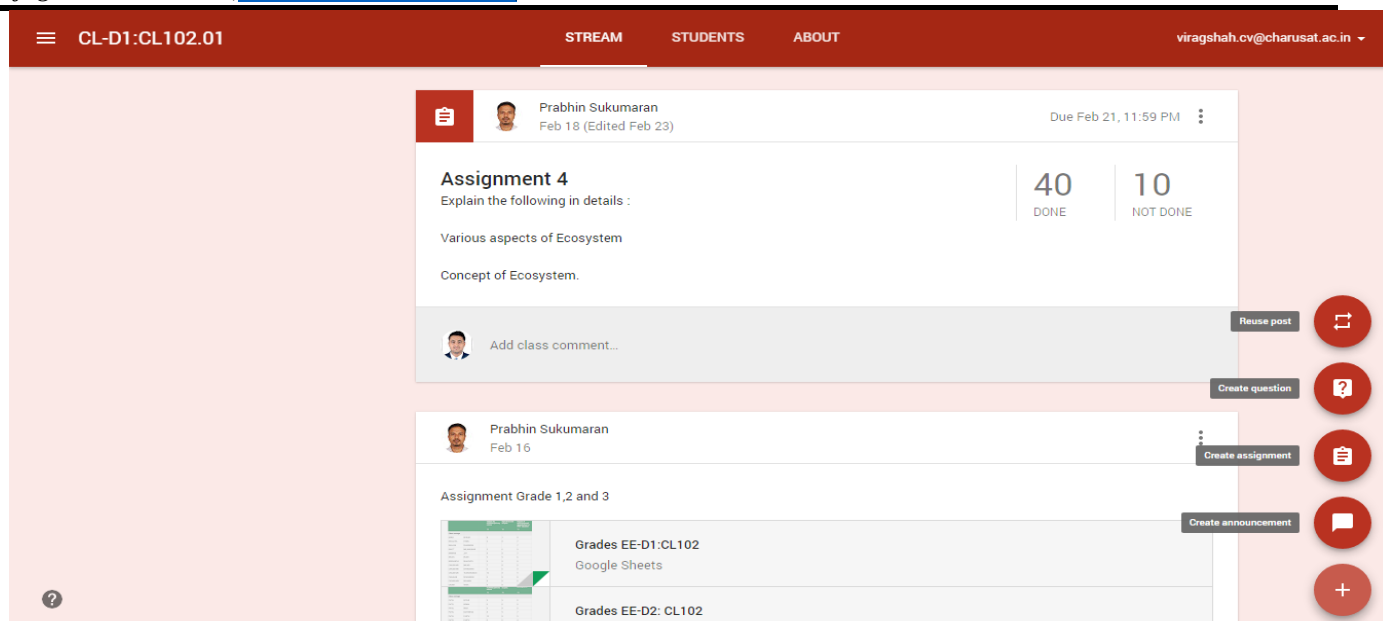 CL-D1:CL102.01
STREAM
STUDENTS
ABOUT
viragshah.cv@charusat.ac.in
Prabhin Sukumaran
Feb 18 (Edited Feb 23)
Due Feb 21, 11:59 PM
Assignment 4
Explain the following in details :
40
DONE
10
NOT DONE
Various aspects of Ecosystem
Concept of Ecosystem.
Add class comment...
Reuse post
Create question
Prabhin Sukumaran
Feb 16
Create assignment
Assignment Grade 1,2 and 3
Create announcement
Grades EE-D1:CL102
Google Sheets
Grades EE-D2: CL102